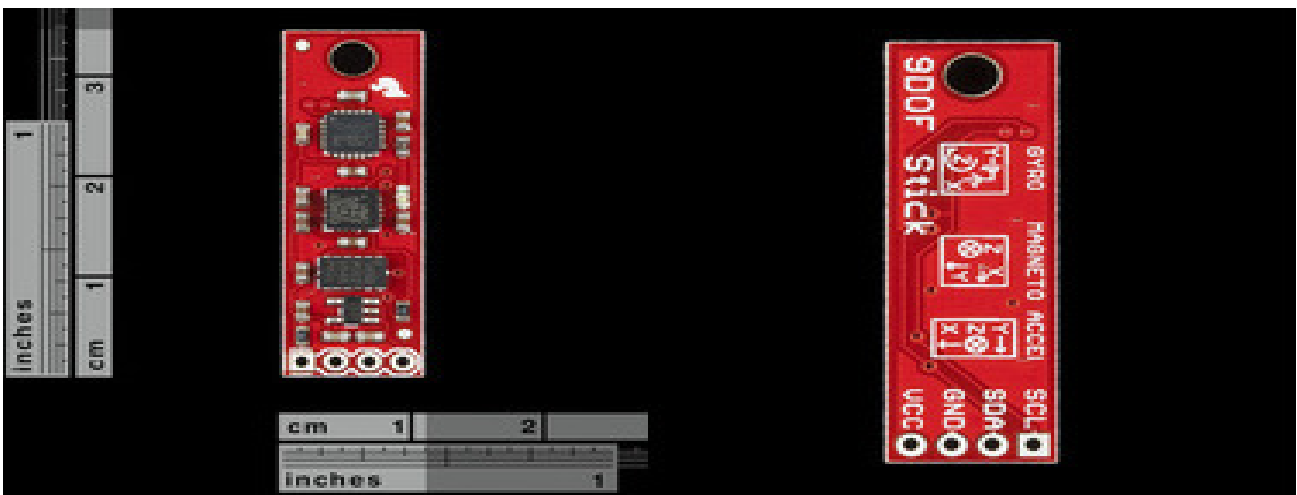 1
inches
3
2
1
cm
cm 1 2
inches 1
9DOF Stick
GYRO
MAGNETO
ACCEL
Y
Z
X
Z X
Y
Y
Z
X
VCC
GND
SDA
SCL